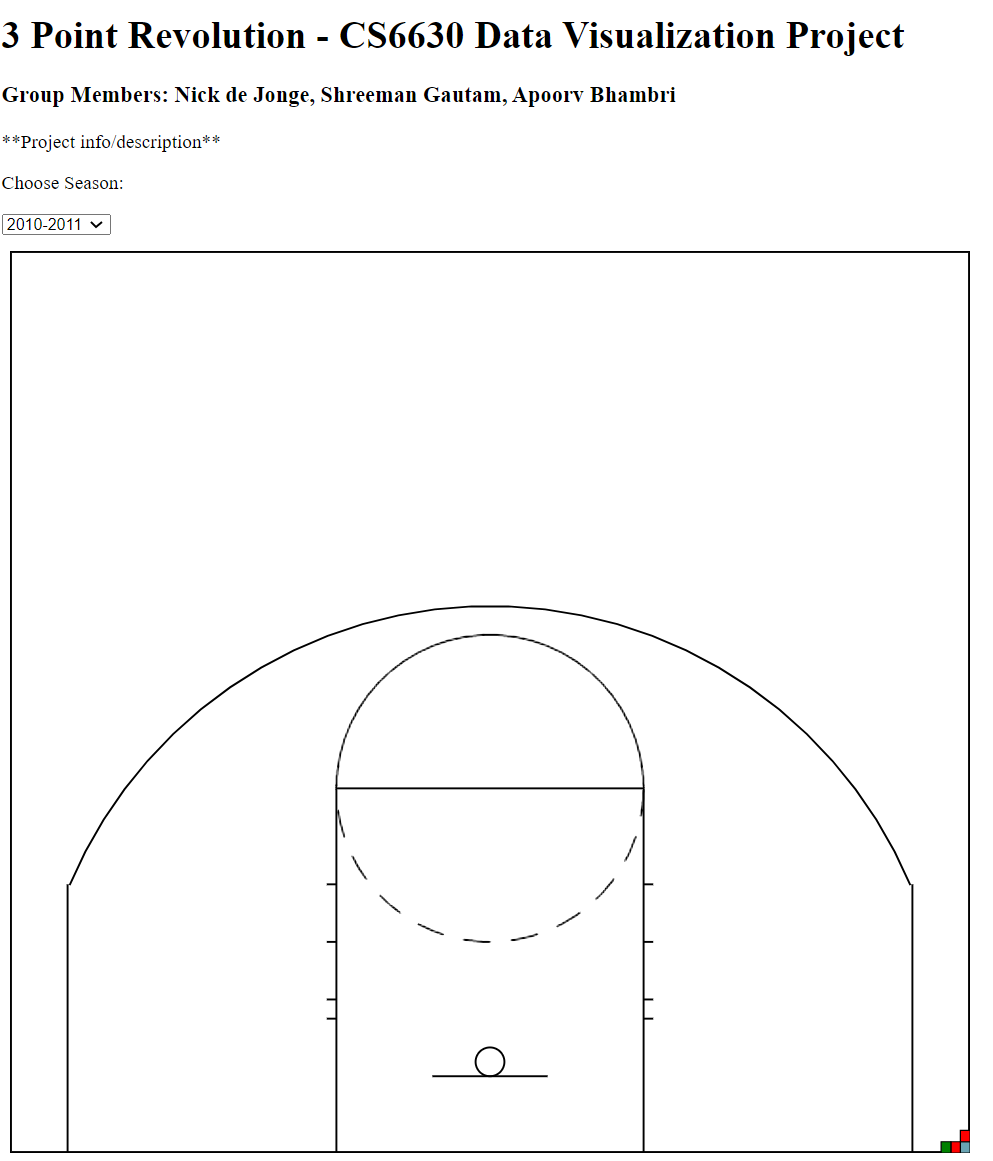 3 Point Revolution - CS6630 Data Visualization Project
Group Members: Nick de Jonge, Shreeman Gautam, Apoorv Bhambri
**Project info/description**
Choose Season:
2010-2011